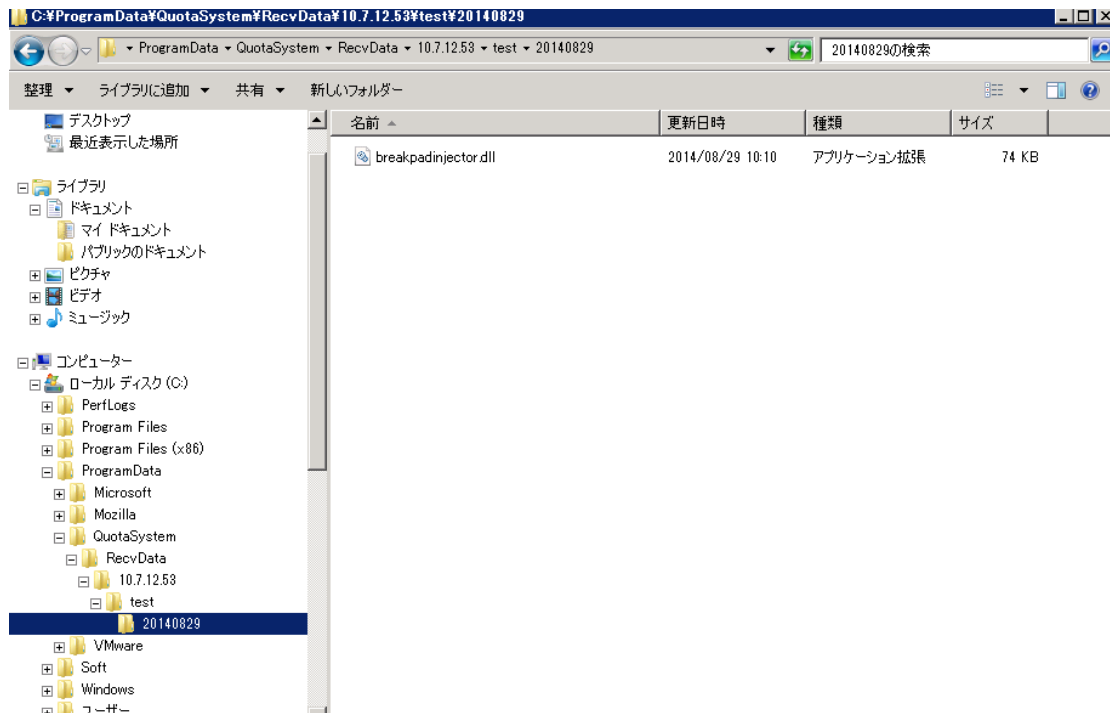 C:¥ProgramData¥QuotaSystem¥RecvData¥10.7.12.53¥test¥20140829
ProgramData ▾ QuotaSystem ▾ RecvData ▾ 10.7.12.53 ▾ test ▾ 20140829
20140829の検索
整理 ▼ ライブラリに追加 ▼ 共有 ▼ 新しいフォルダー
デスクトップ
最近表示した場所
ライブラリ
ドキュメント
マイ ドキュメント
パブリックのドキュメント
ピクチャ
ビデオ
ミュージック
コンピューター
ローカル ディスク (C:)
PerfLogs
Program Files
Program Files (x86)
ProgramData
Microsoft
Mozilla
QuotaSystem
RecvData
10.7.12.53
test
20140829
VMware
Soft
Windows
ユーザー
名前 更新日時 種類 サイズ
breakpadinjector.dll 2014/08/29 10:10 アプリケーション拡張 74 KB